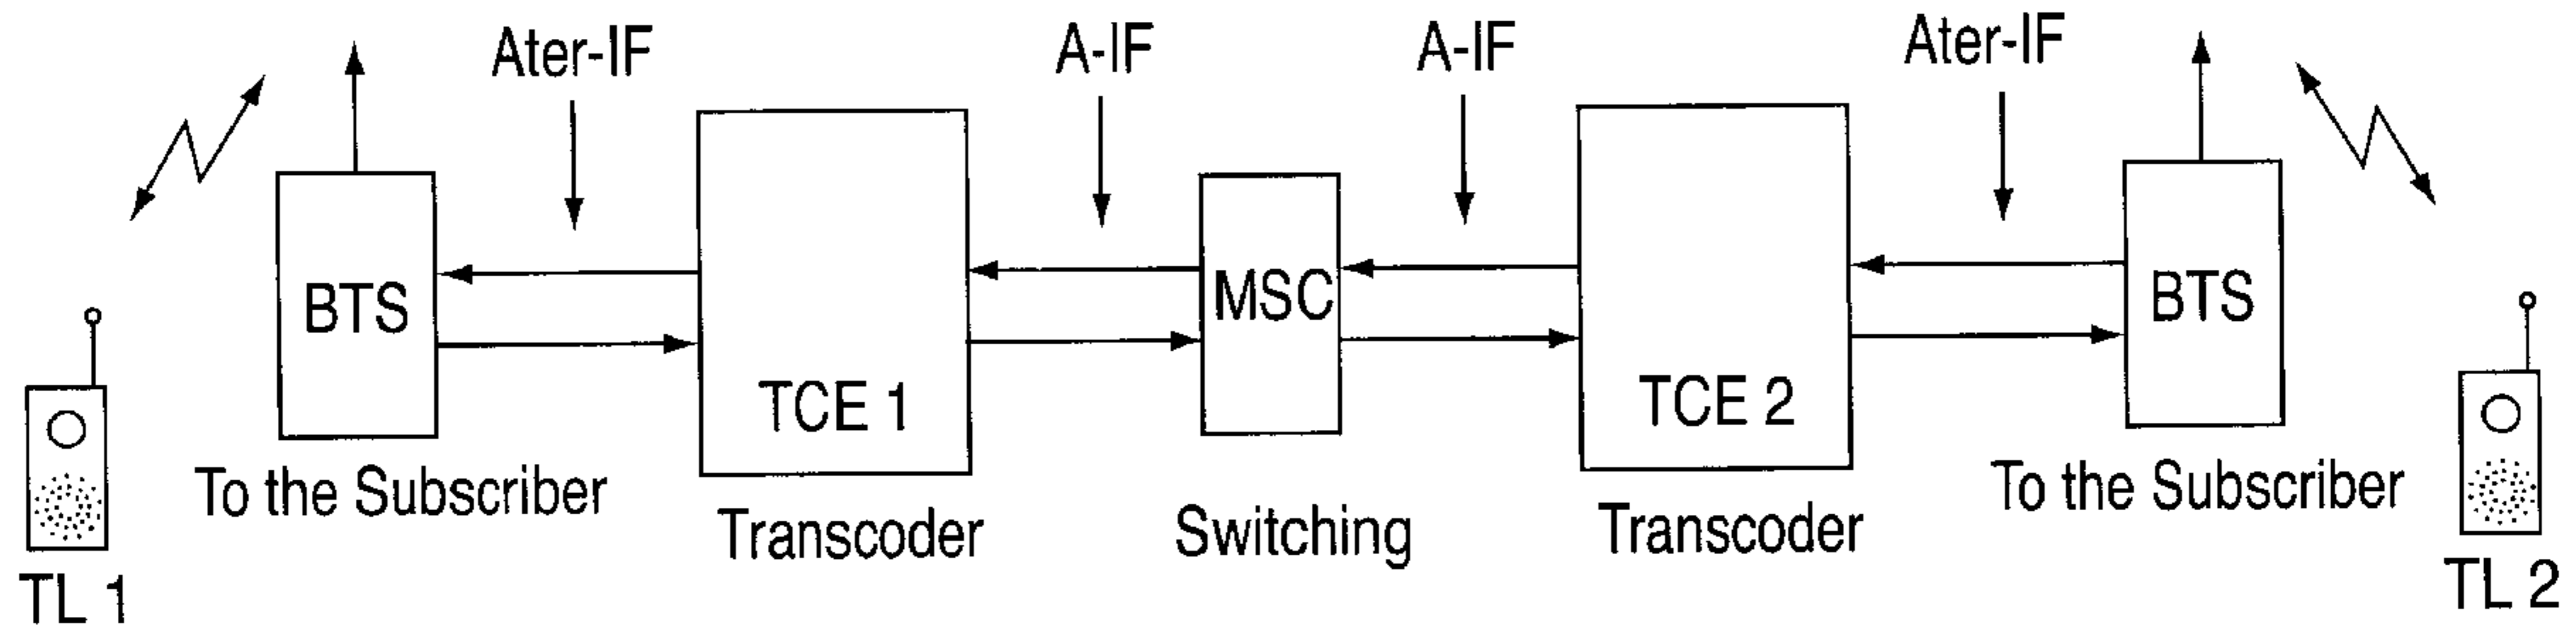 Ater-IF
A-IF
A-IF
Ater-IF
BTS
TCE 1
MSC
TCE 2
BTS
To the Subscriber
Transcoder
Switching
Transcoder
To the Subscriber
TL 1
TL 2